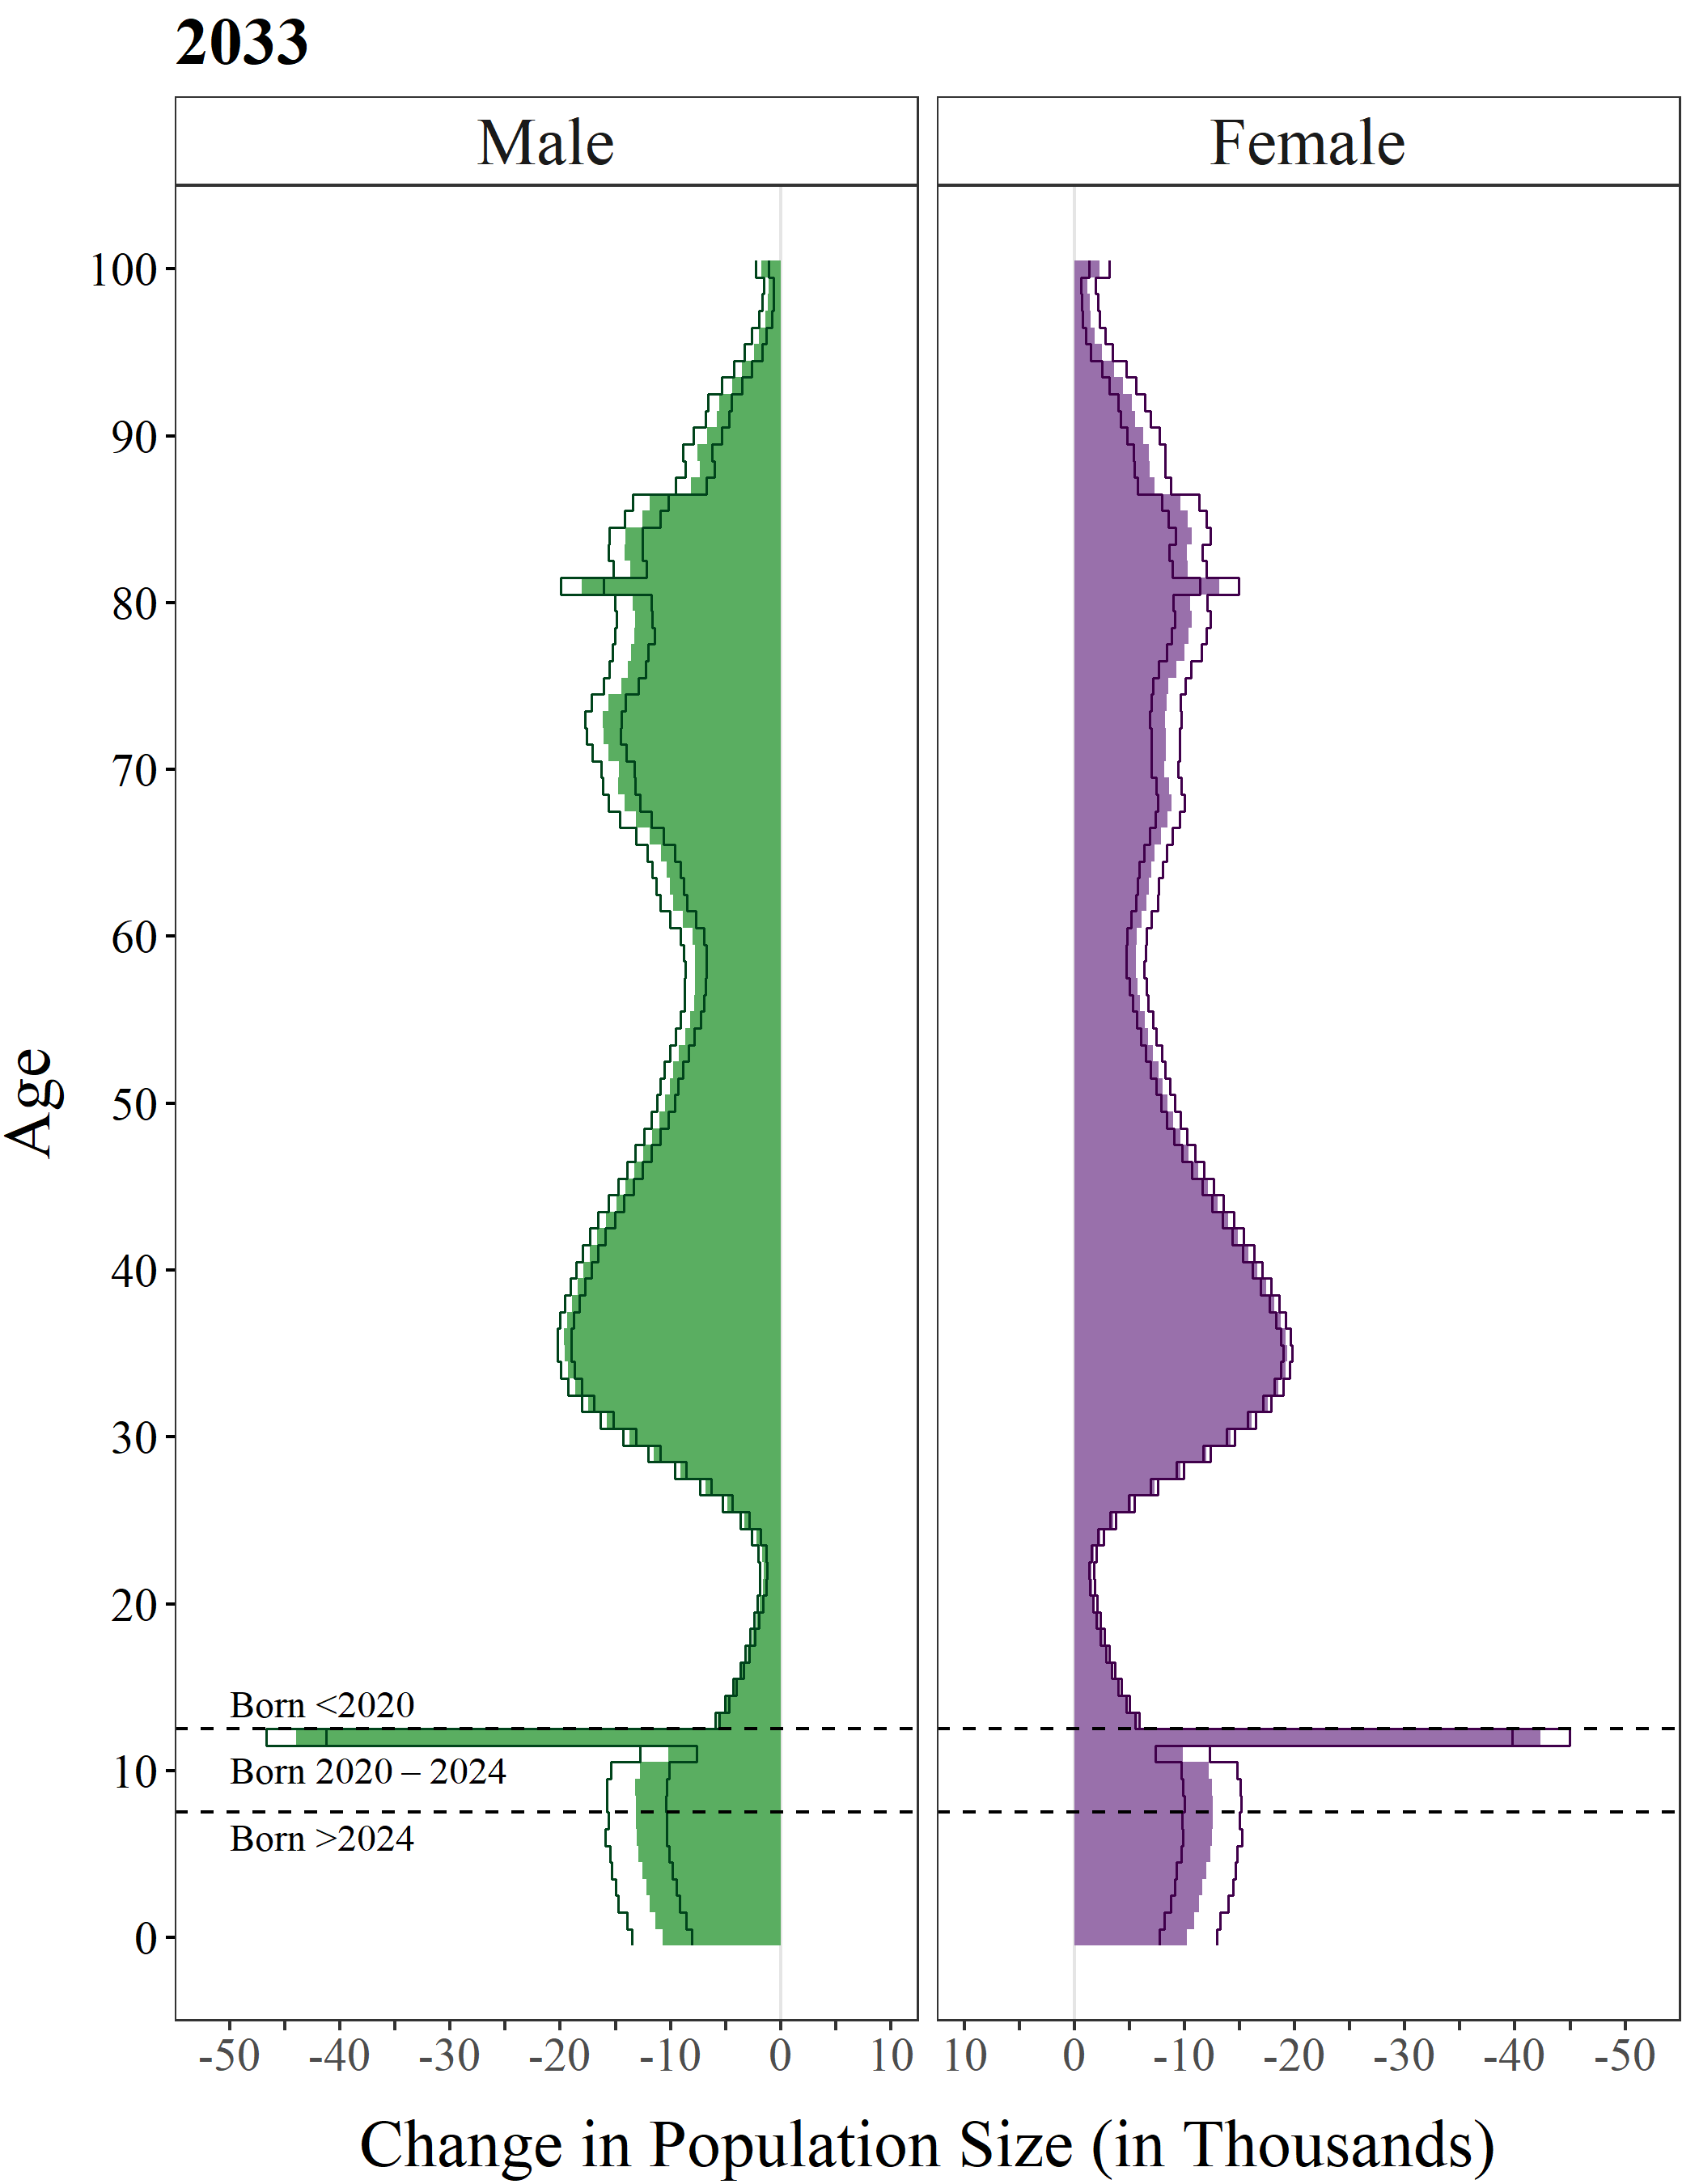 2033
Male
Female
100
90
80
70
60
50
40
30
20
10
0
Age
Born <2020
Born 2020 – 2024
Born >2024
-50 -40 -30 -20 -10 0 10
10 0 -10 -20 -30 -40 -50
Change in Population Size (in Thousands)